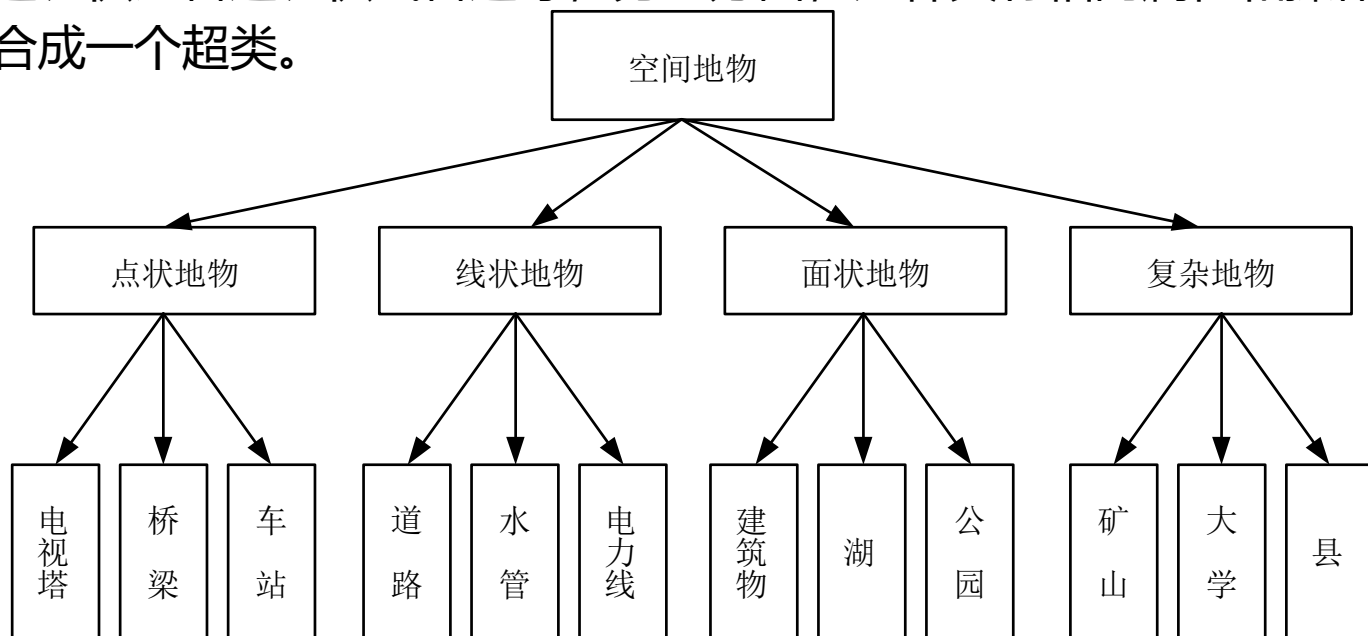 合成一个超类。
空间地物
点状地物
线状地物
面状地物
复杂地物
电视塔
桥梁
车站
道路
水管
电力线
建筑物
湖
公园
矿山
大学
县